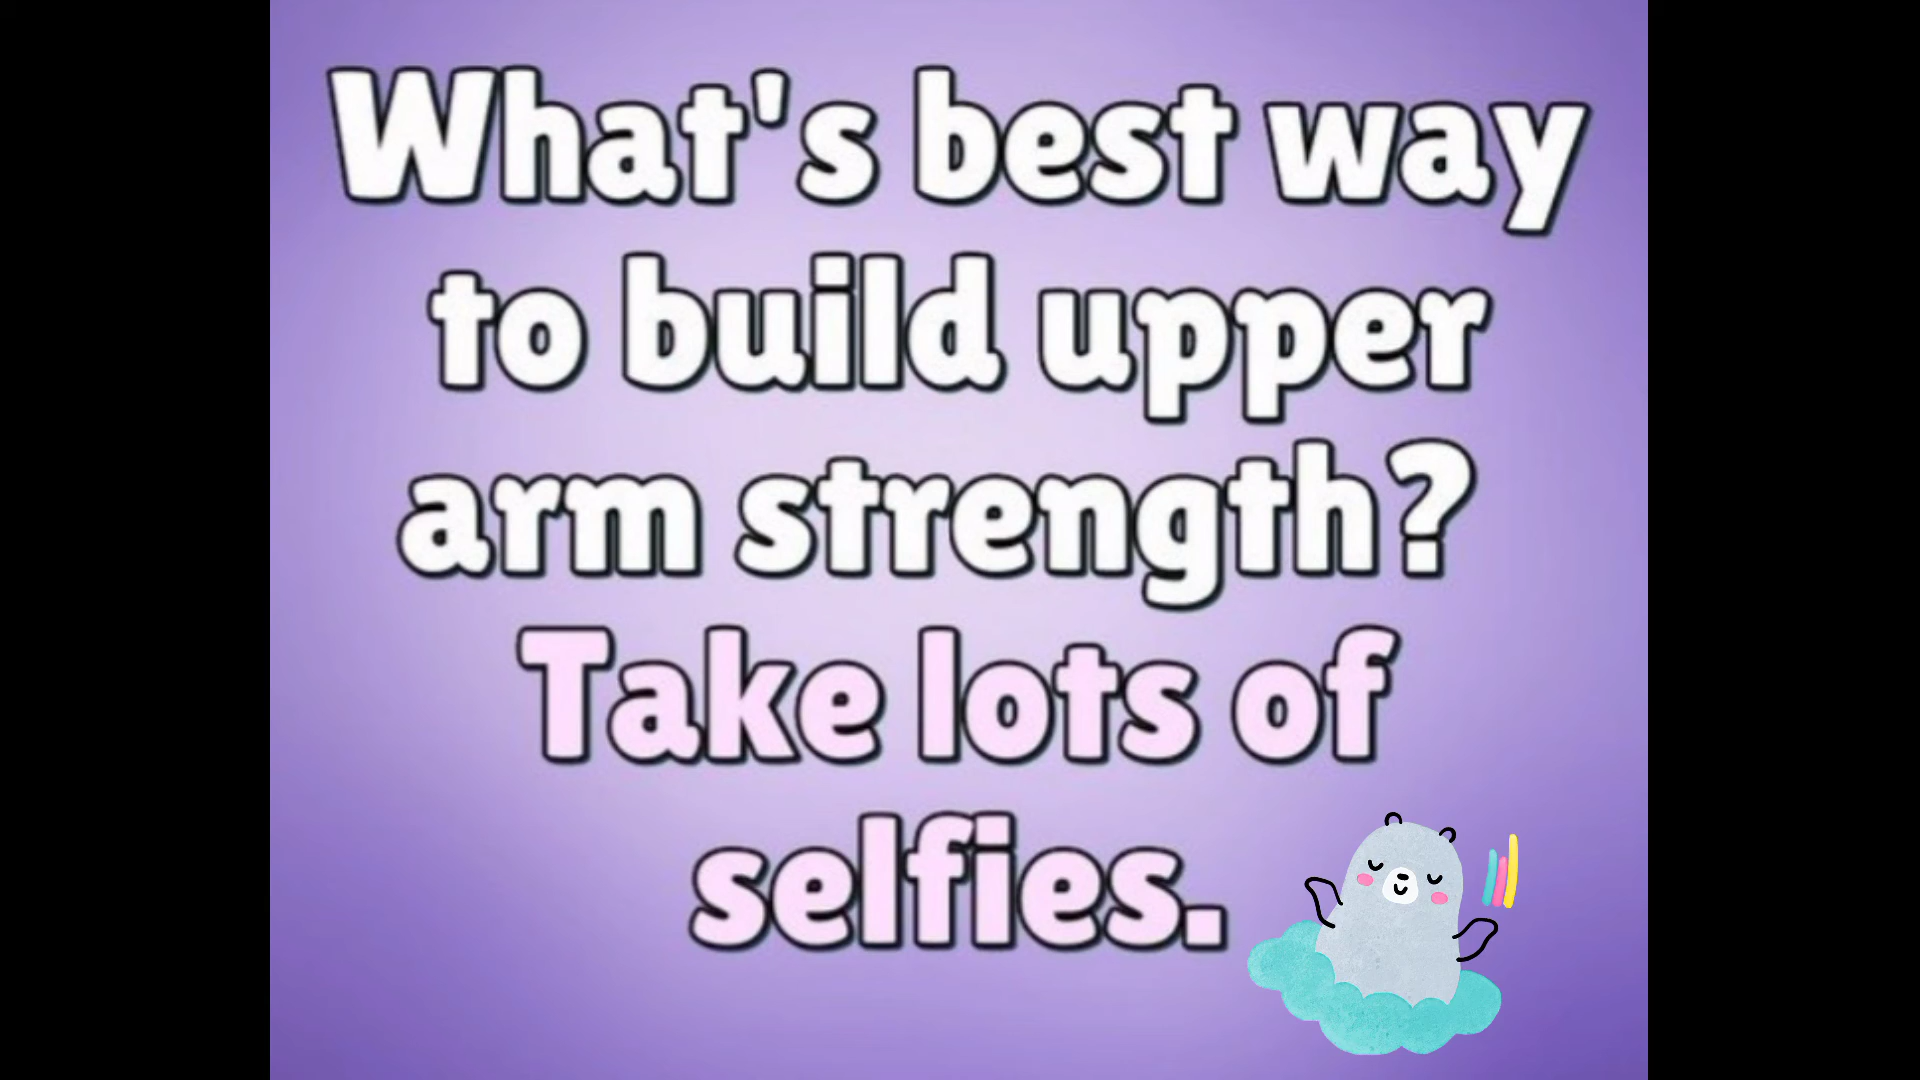 What's best way
to build upper
arm strength?
Take lots of
selfies.